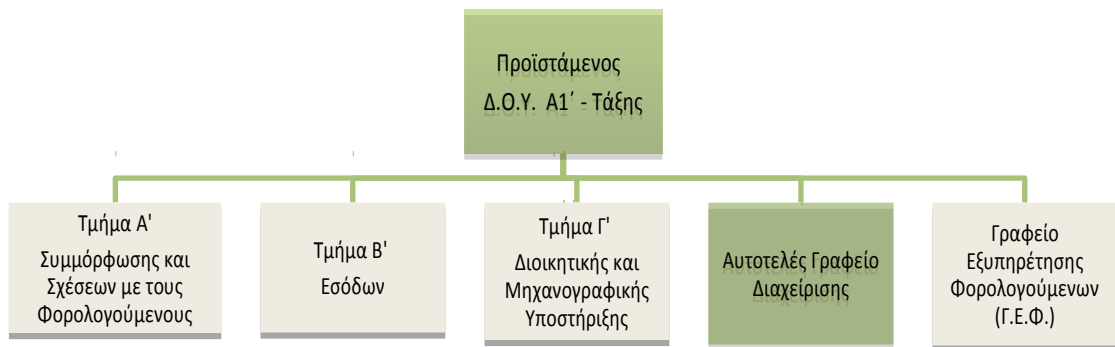 Προϊστάμενος
Δ.Ο.Υ. Α1΄ - Τάξης
Τμήμα Α'
Συμμόρφωσης και
Σχέσεων με τους
Φορολογούμενους
Τμήμα Β'
Εσόδων
Τμήμα Γ'
Διοικητικής και
Μηχανογραφικής
Υποστήριξης
Αυτοτελές Γραφείο
Διαχείρισης
Γραφείο
Εξυπηρέτησης
Φορολογούμενων
(Γ.Ε.Φ.)